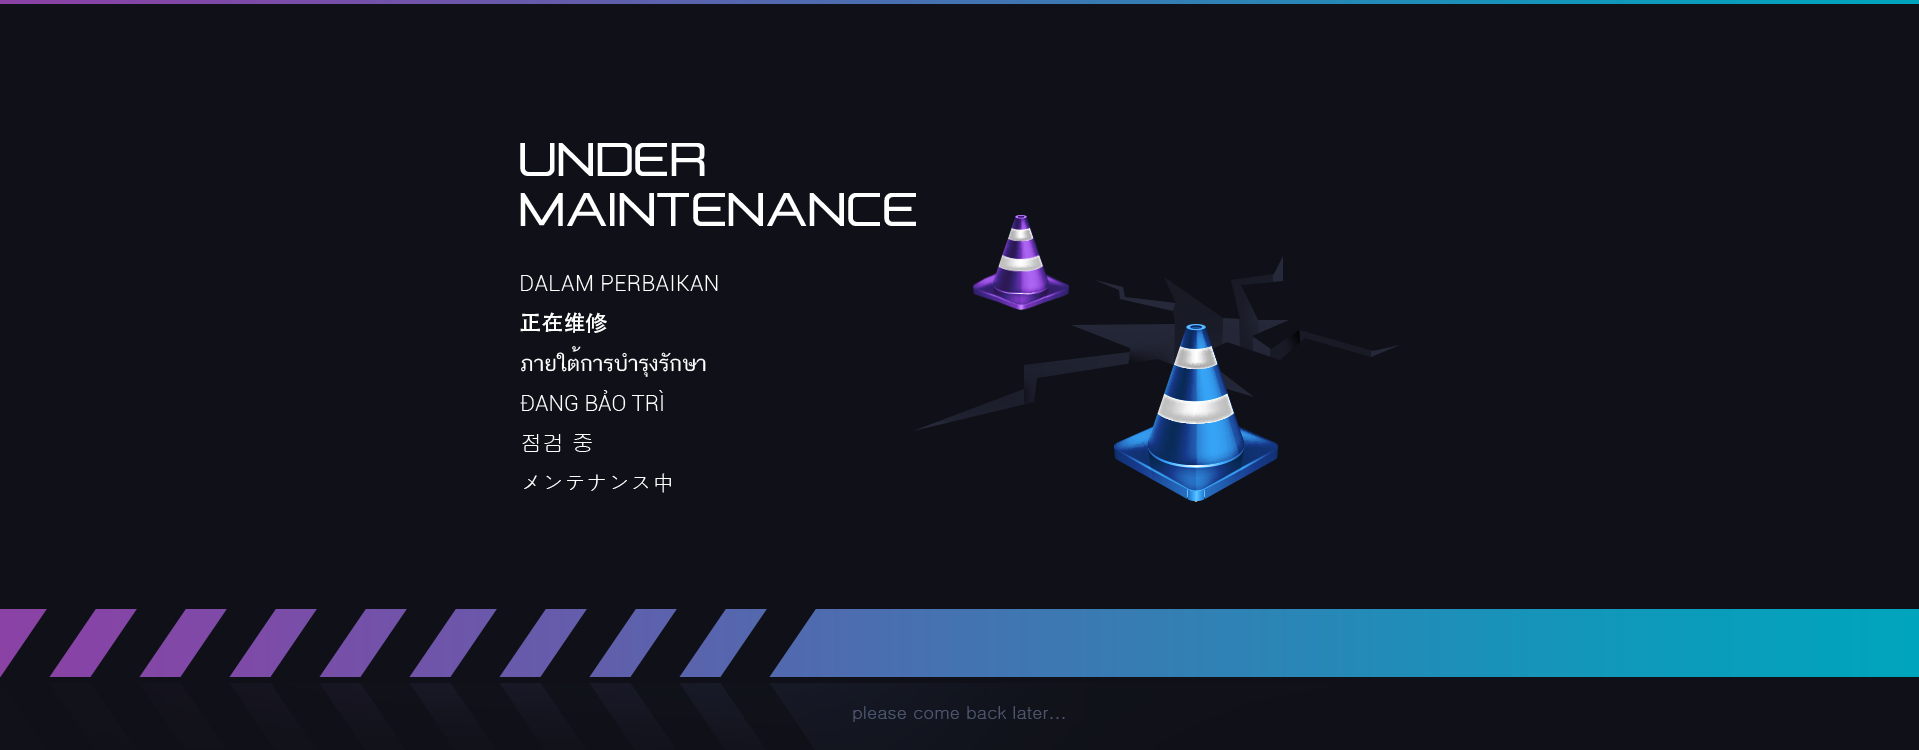 UNDER
MAINTENANCE
DALAM PERBAIKAN
正在维修
ภายใต้การบำรุงรักษา
ĐANG BẢO TRÌ
점검 중
メンテナンス中
please come back later...